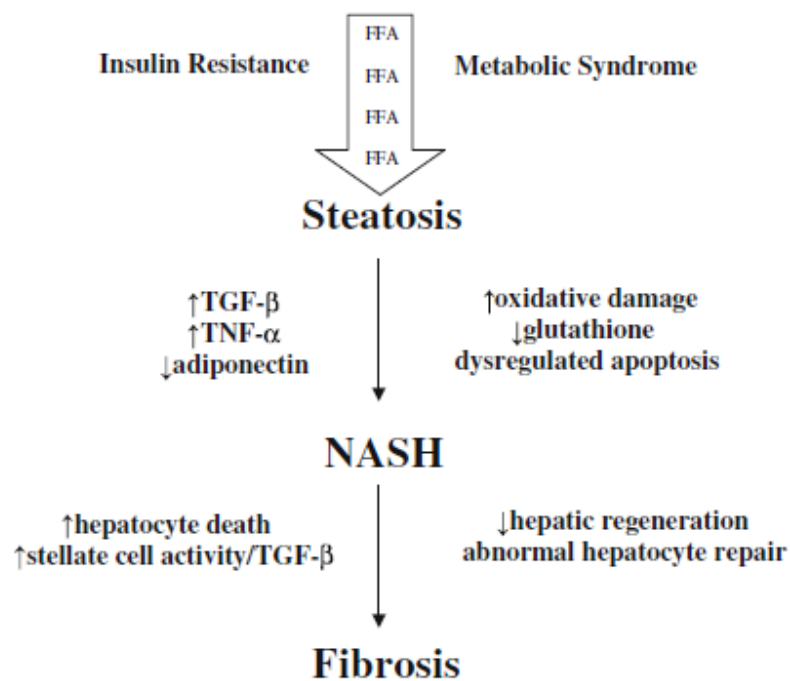 FFA
Insulin Resistance
Metabolic Syndrome
FFA
FFA
FFA
Steatosis
↑TGF-β
↑TNF-α
↓adiponectin
↑oxidative damage
↓glutathione
dysregulated apoptosis
NASH
↑hepatocyte death
↑stellate cell activity/TGF-β
↓hepatic regeneration
abnormal hepatocyte repair
Fibrosis